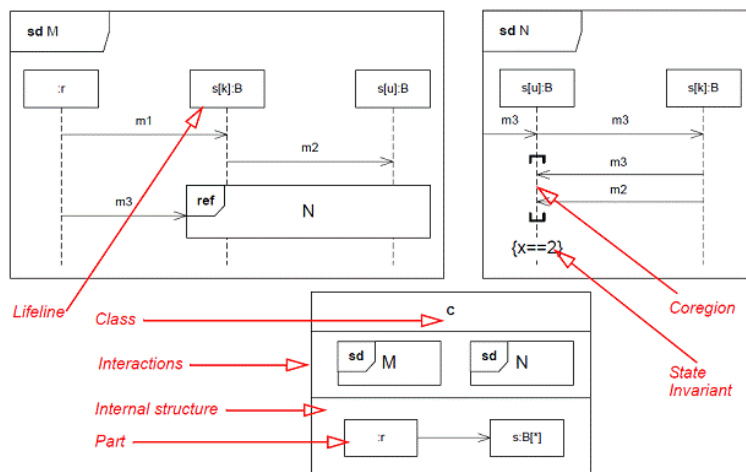 sd M
:r
s[k]:B
s[u]:B
m1
m2
m3
ref
N
sd N
s[u]:B
s[k]:B
m3
m3
m3
m2
{x==2}
Lifeline
Class
Interactions
Internal structure
Part
C
sd M
sd N
:r
s:B[*]
Coregion
State
Invariant